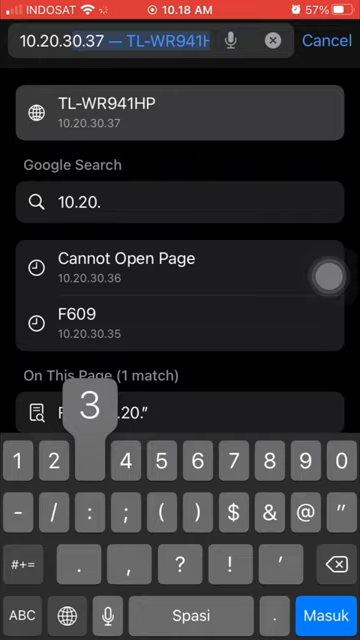 INDOSAT 10.18 AM 57%
10.20.30.37 — TL-WR941H Cancel
TL-WR941HP
10.20.30.37
Google Search
10.20.
Cannot Open Page
10.20.30.36
F609
10.20.30.35
On This Page (1 match)
F .20."
3
1 2 4 5 6 7 8 9 0
- / : ; ( ) $ & @ "
#+= . , ? ! '
ABC Spasi . Masuk